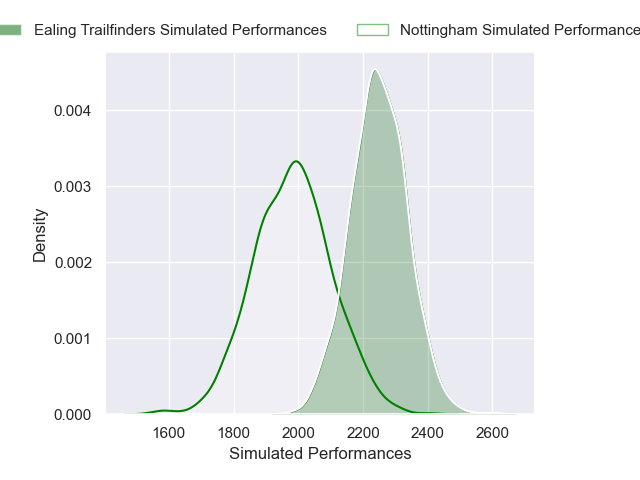 Ealing Trailfinders Simulated Performances
Nottingham Simulated Performance
0.004
0.003
0.002
0.001
0.000
Density
1600 1800 2000 2200 2400 2600
Simulated Performances